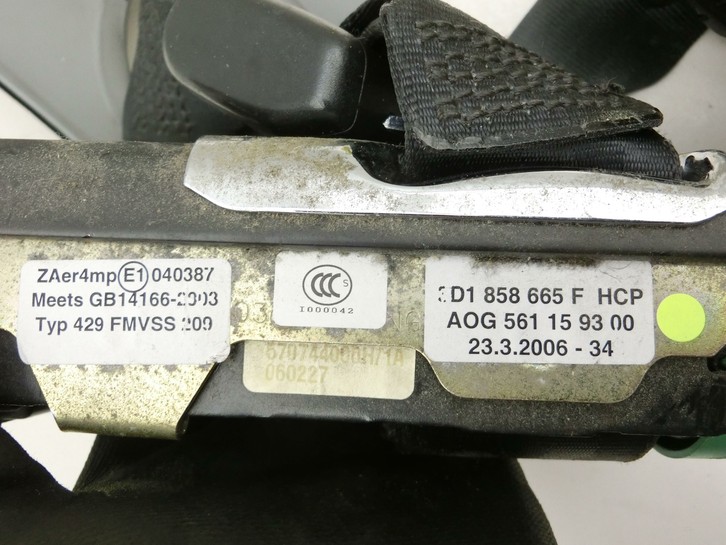 ZAer4mp E1 040387
Meets GB14166-2003
Typ 429 FMVSS 209
CCC S
I000042
3D1 858 665 F HCP
AOG 561 15 93 00
23.3.2006 - 34
060227